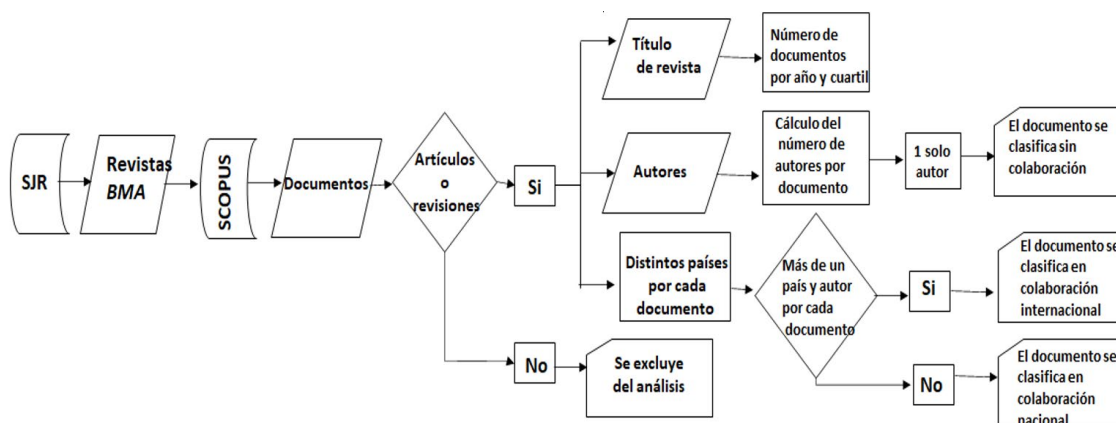 SJR
Revistas
BMA
SCOPUS
Documentos
Artículos
o
revisiones
Si
Título
de revista
Número de
documentos
por año y cuartil
Autores
Cálculo del
número de
autores por
documento
1 solo
autor
El documento se
clasifica sin
colaboración
Distintos países
por cada
documento
Más de un
país y autor
por cada
documento
Si
El documento se
clasifica en
colaboración
internacional
No
El documento se
clasifica en
colaboración
nacional
No
Se excluye
del análisis